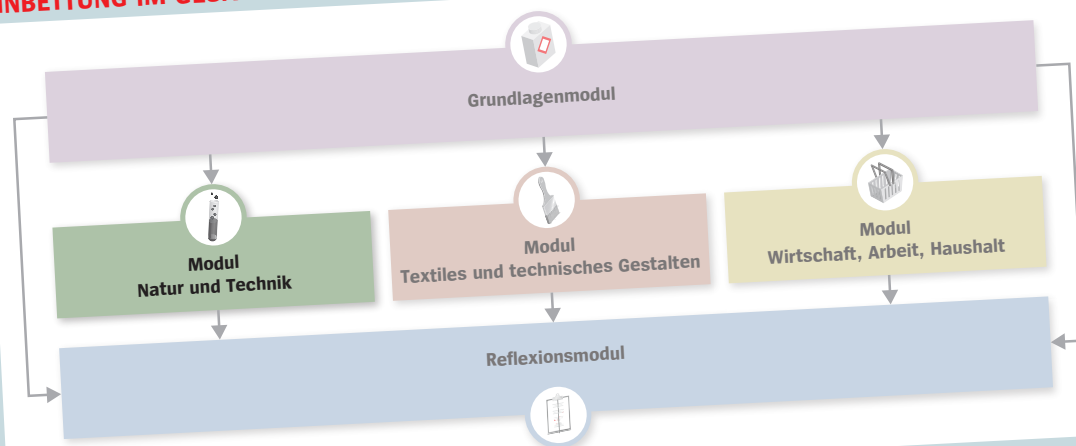 Grundlagenmodul
Modul
Natur und Technik
Modul
Textiles und technisches Gestalten
Modul
Wirtschaft, Arbeit, Haushalt
Reflexionsmodul